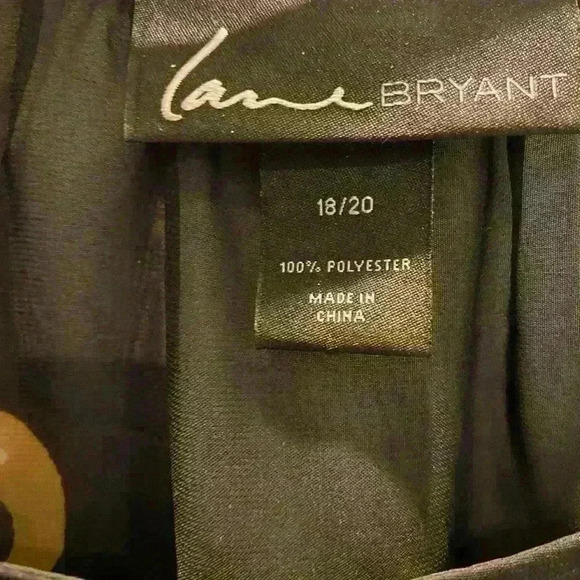 lane BRYANT
18/20
100% POLYESTER
MADE IN
CHINA